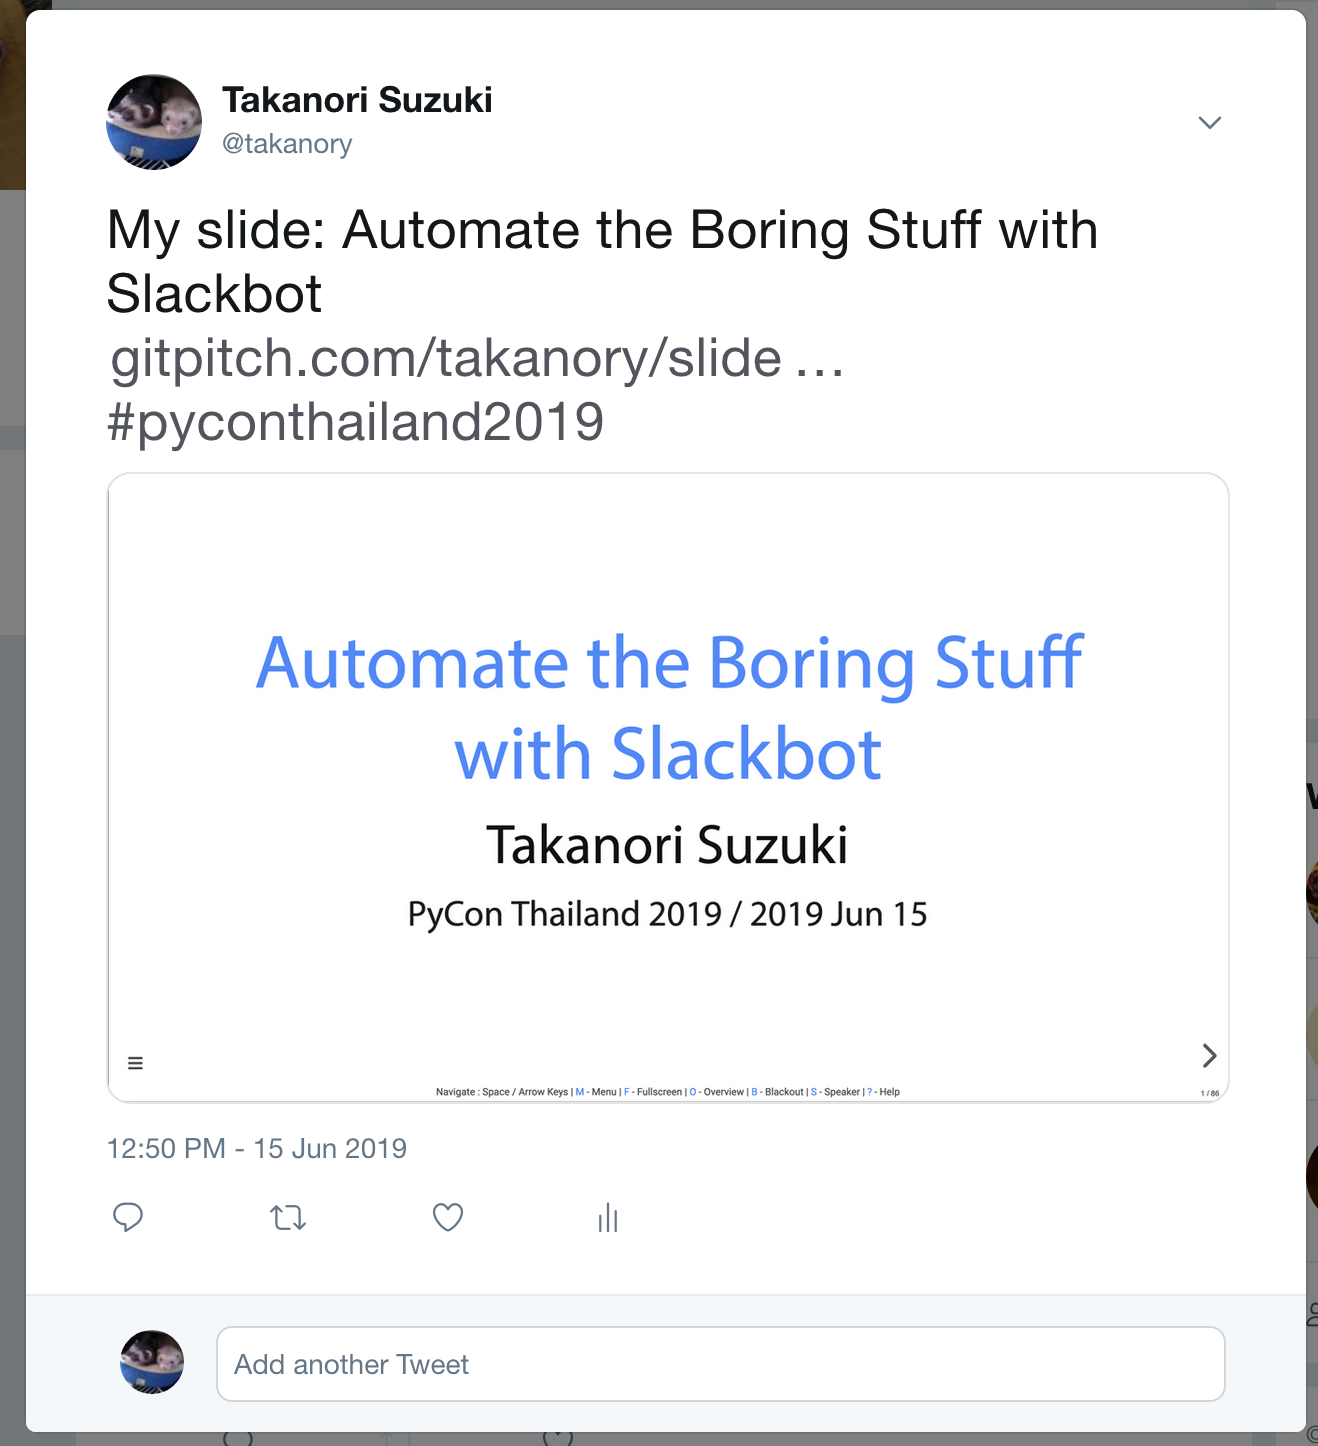 Takanori Suzuki
@takanory
My slide: Automate the Boring Stuff with
Slackbot
gitpitch.com/takanory/slide …
#pyconthailand2019
Automate the Boring Stuff
with Slackbot
Takanori Suzuki
PyCon Thailand 2019 / 2019 Jun 15
Navigate : Space / Arrow Keys | M - Menu | F - Fullscreen | O - Overview | B - Blackout | S - Speaker | ? - Help
1 / 86
12:50 PM - 15 Jun 2019
Add another Tweet